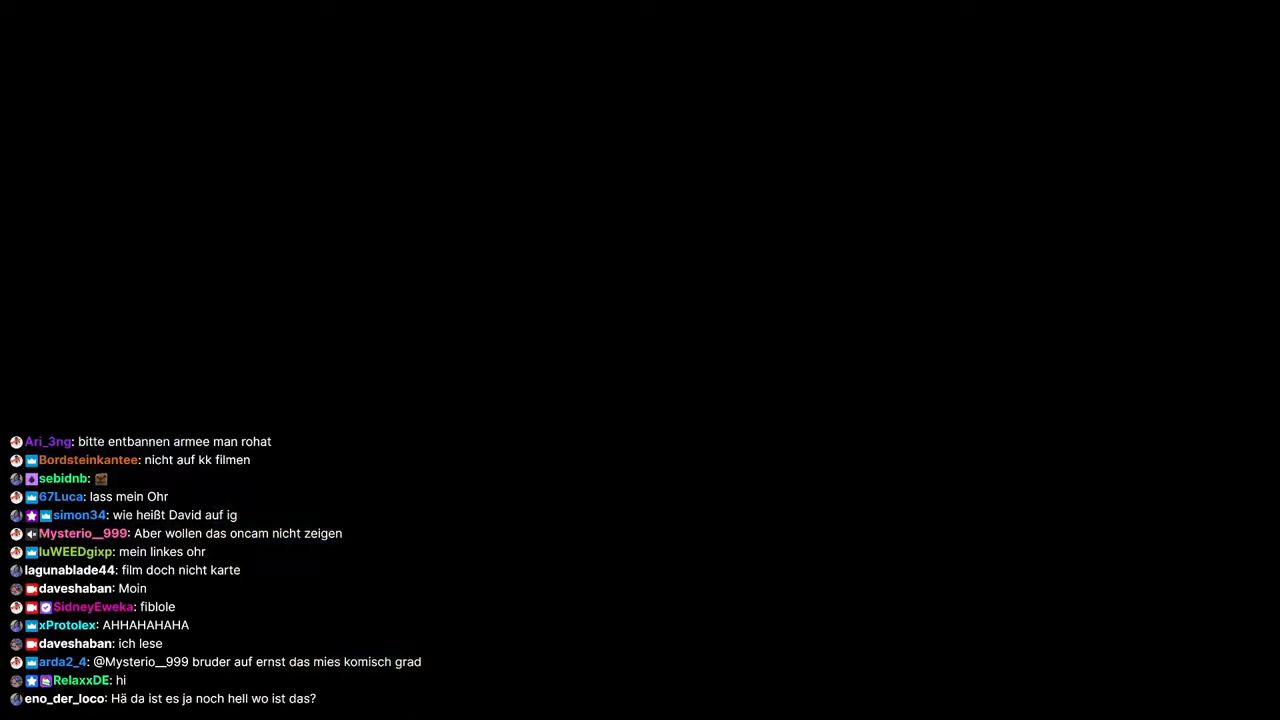 Ari_3ng: bitte entbannen armee man rohat
Bordsteinkantee: nicht auf kk filmen
sebidnb:
67Luca: lass mein Ohr
simon34: wie heißt David auf ig
Mysterio__999: Aber wollen das oncam nicht zeigen
luWEEDgixp: mein linkes ohr
lagunablade44: film doch nicht karte
daveshaban: Moin
SidneyEweka: fiblole
xProtolex: AHHAHAHAHA
daveshaban: ich lese
arda2_4: @Mysterio__999 bruder auf ernst das mies komisch grad
RelaxxDE: hi
eno_der_loco: Hä da ist es ja noch hell wo ist das?